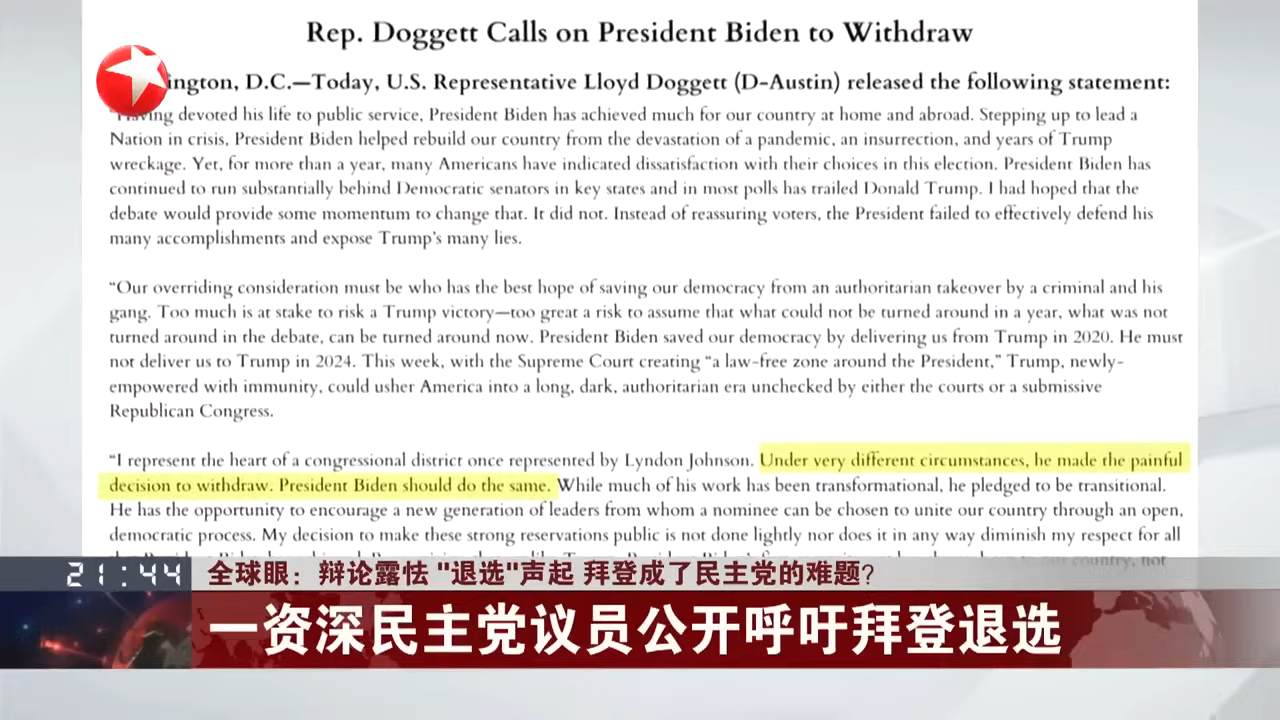 Rep. Doggett Calls on President Biden to Withdraw
ington, D.C.—Today, U.S. Representative Lloyd Doggett (D-Austin) released the following statement:
devoted his life to public service, President Biden has achieved much for our country at home and abroad. Stepping up to lead a
Nation in crisis, President Biden helped rebuild our country from the devastation of a pandemic, an insurrection, and years of Trump
wreckage. Yet, for more than a year, many Americans have indicated dissatisfaction with their choices in this election. President Biden has
continued to run substantially behind Democratic senators in key states and in most polls has trailed Donald Trump. I had hoped that the
debate would provide some momentum to change that. It did not. Instead of reassuring voters, the President failed to effectively defend his
many accomplishments and expose Trump's many lies.
“Our overriding consideration must be who has the best hope of saving our democracy from an authoritarian takeover by a criminal and his
gang. Too much is at stake to risk a Trump victory—too great a risk to assume that what could not be turned around in a year, what was not
turned around in the debate, can be turned around now. President Biden saved our democracy by delivering us from Trump in 2020. He must
not deliver us to Trump in 2024. This week, with the Supreme Court creating “a law-free zone around the President,” Trump, newly-
empowered with immunity, could usher America into a long, dark, authoritarian era unchecked by either the courts or a submissive
Republican Congress.
“I represent the heart of a congressional district once represented by Lyndon Johnson. Under very different circumstances, he made the painful
decision to withdraw. President Biden should do the same. While much of his work has been transformational, he pledged to be transitional.
He has the opportunity to encourage a new generation of leaders from whom a nominee can be chosen to unite our country through an open,
democratic process. My decision to make these strong reservations public is not done lightly nor does it in any way diminish my respect for all
country, not
21:44 全球眼：辩论露怯 "退选"声起 拜登成了民主党的难题?
一资深民主党议员公开呼吁拜登退选